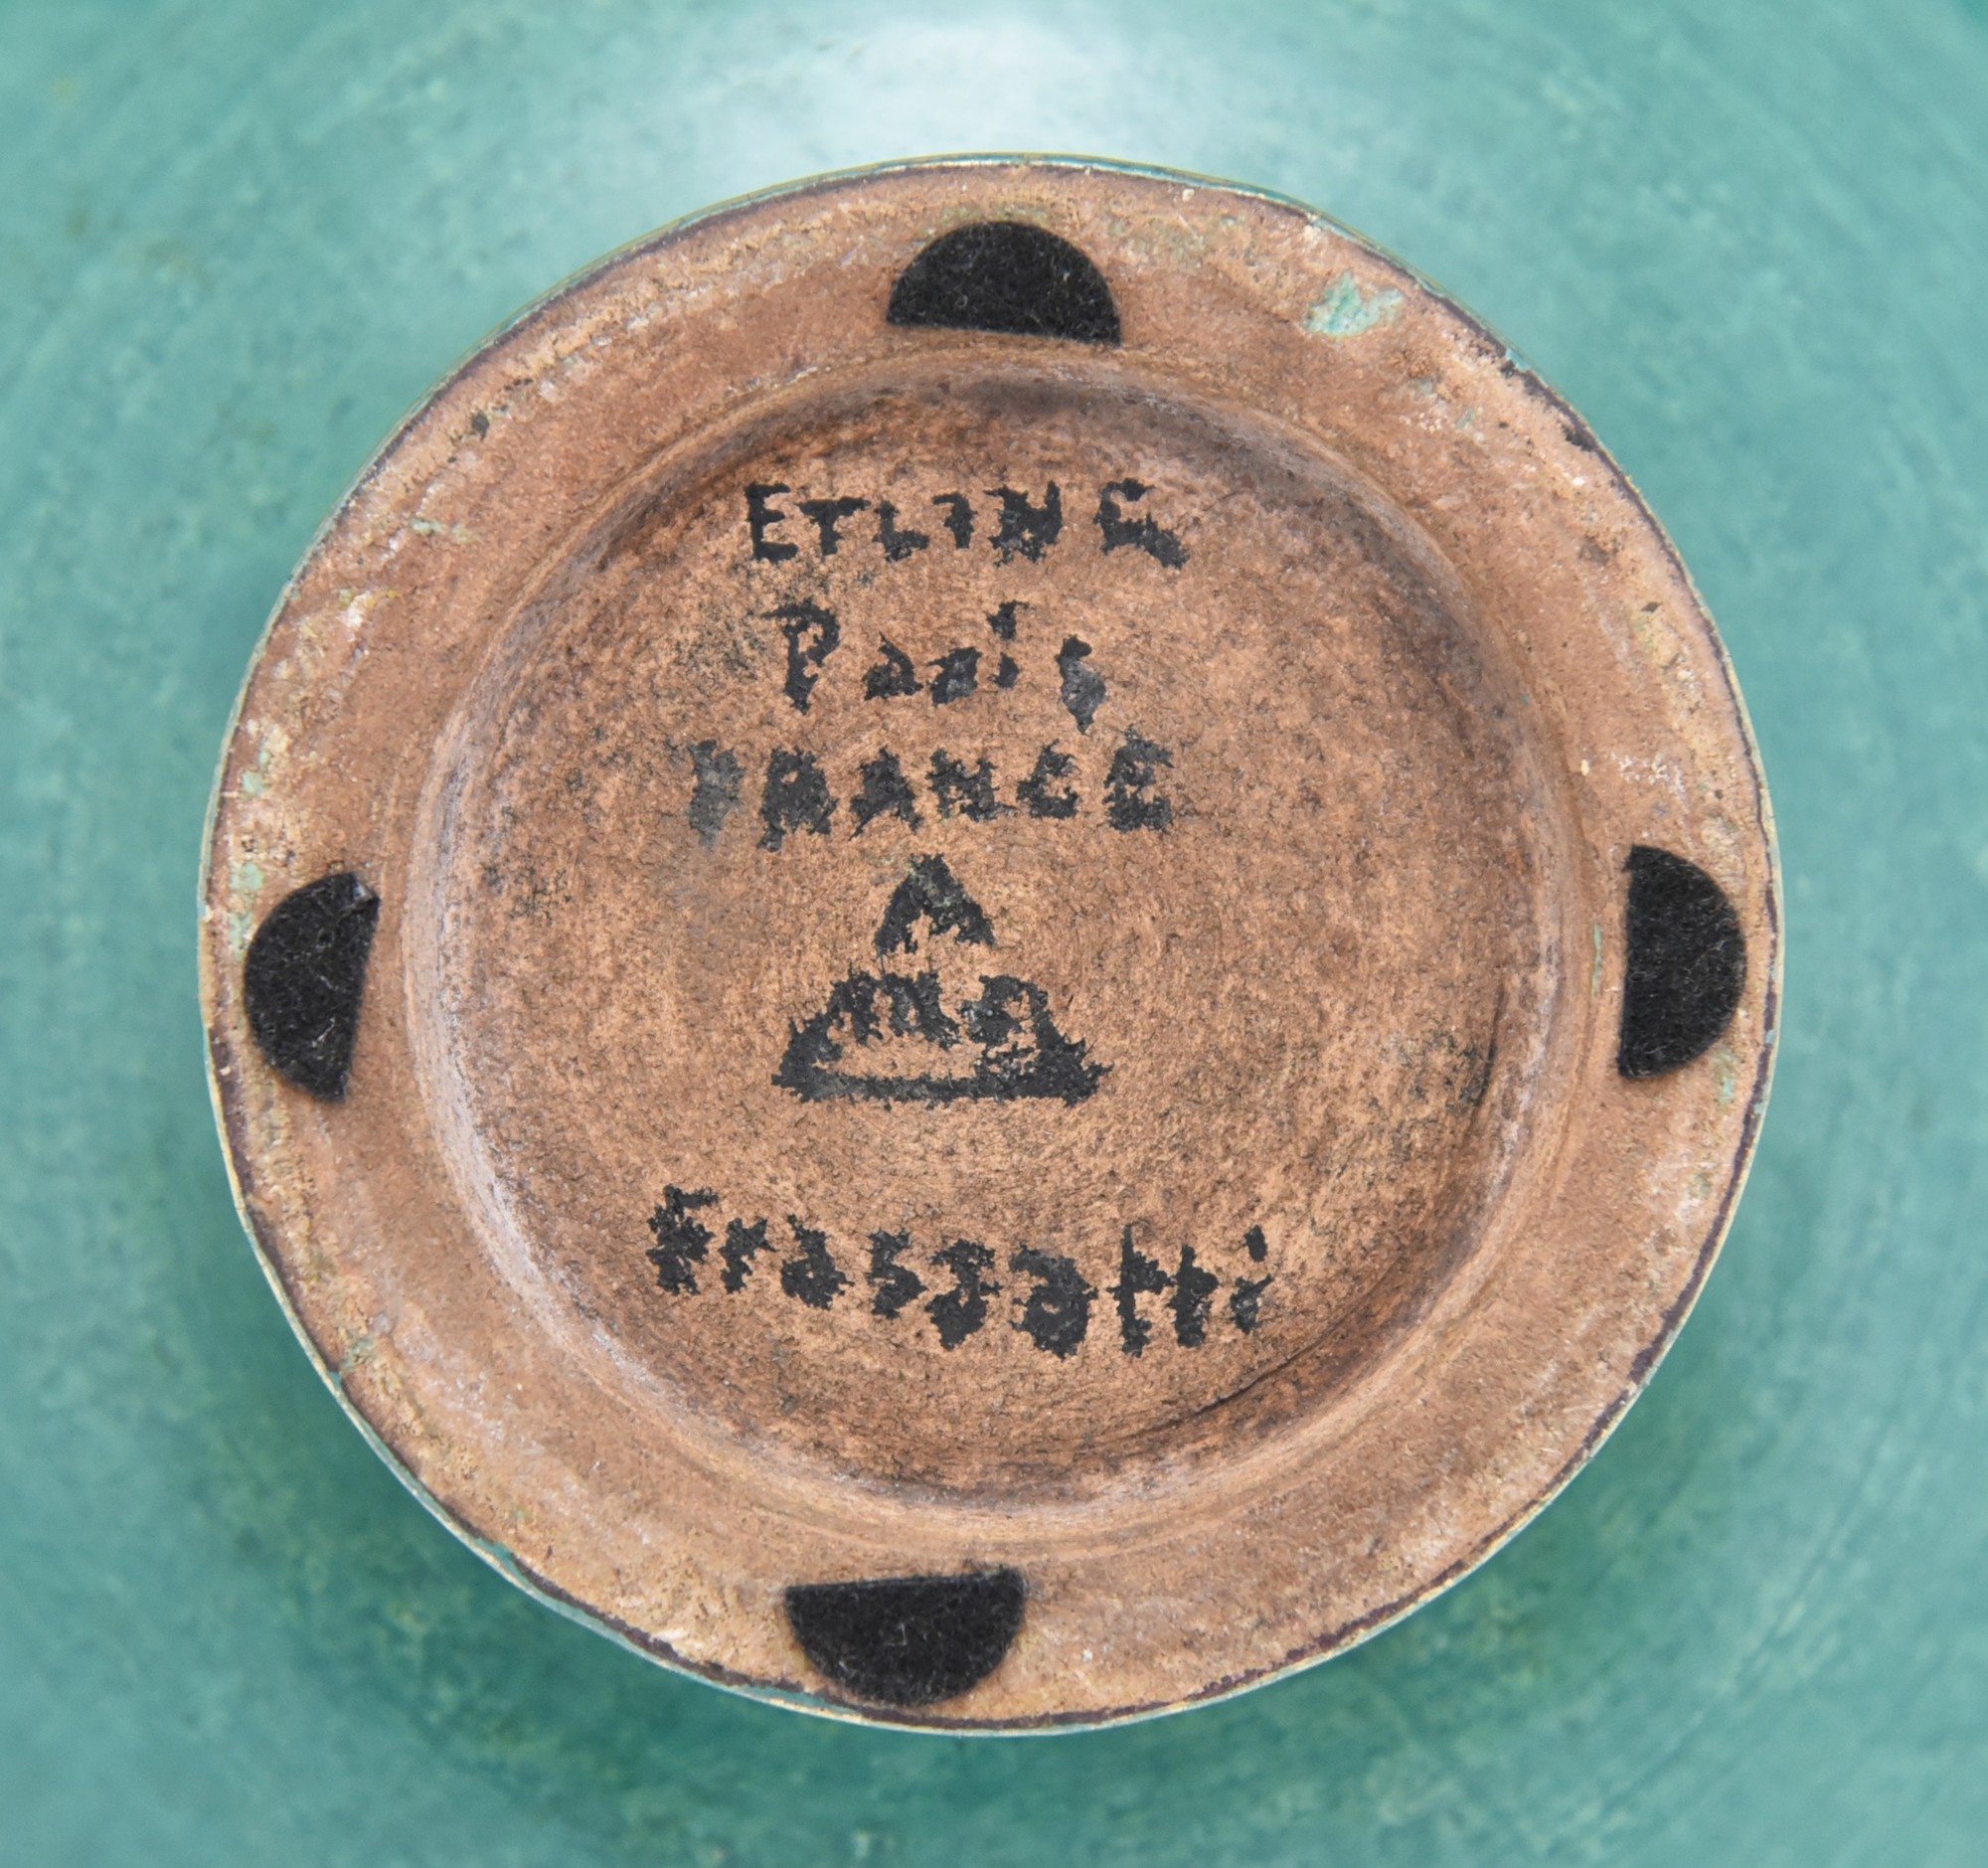 ETLING
Paris
FRANCE
Frassatti